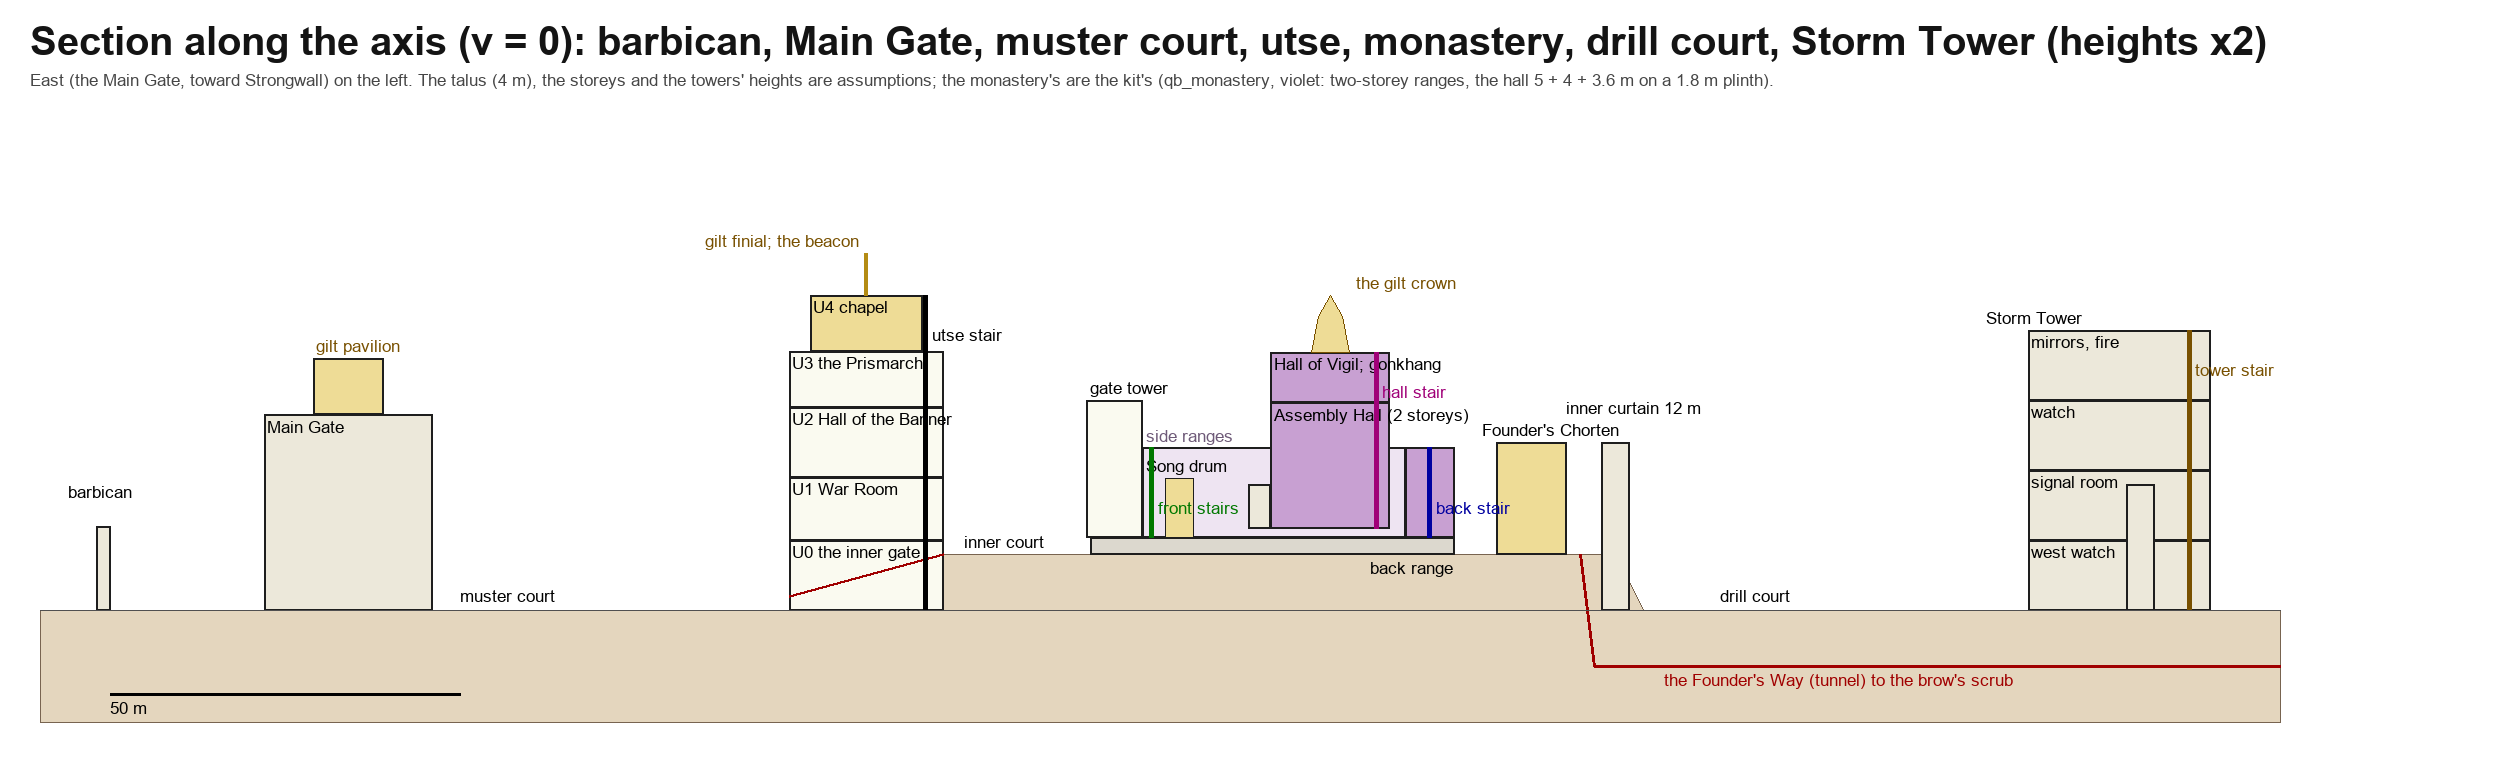 Section along the axis (v = 0): barbican, Main Gate, muster court, utse, monastery, drill court, Storm Tower (heights x2)
East (the Main Gate, toward Strongwall) on the left. The talus (4 m), the storeys and the towers' heights are assumptions; the monastery's are the kit's (qb_monastery, violet: two-storey ranges, the hall 5 + 4 + 3.6 m on a 1.8 m plinth).
gilt finial; the beacon
the gilt crown
U4 chapel
utse stair
Storm Tower
gilt pavilion
mirrors, fire
U3 the Prismarch
Hall of Vigil; gonkhang
tower stair
gate tower
hall stair
inner curtain 12 m
Main Gate
U2 Hall of the Banner
Assembly Hall (2 storeys)
watch
side ranges
Founder's Chorten
Song drum
barbican
U1 War Room
signal room
front stairs
back stair
U0 the inner gate
inner court
west watch
back range
muster court
drill court
the Founder's Way (tunnel) to the brow's scrub
50 m